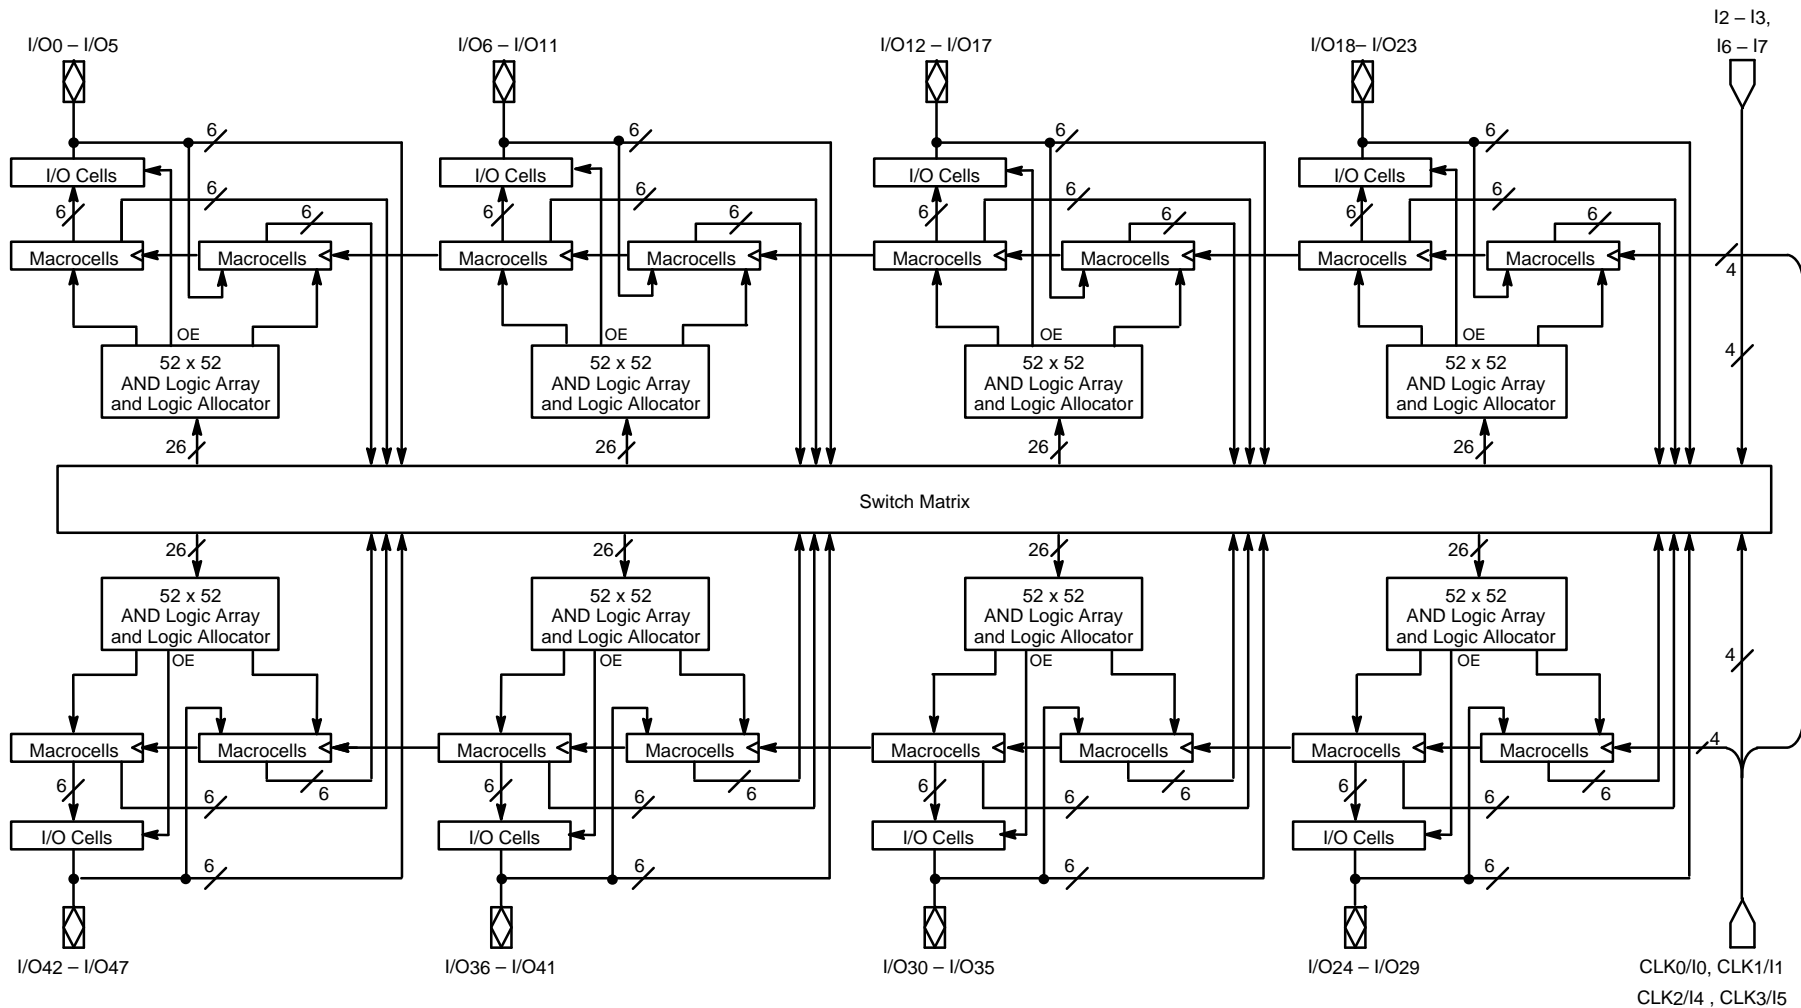 I/O0 – I/O5
I/O6 – I/O11
I/O12 – I/O17
I/O18– I/O23
I2 – I3,
I6 – I7
6
6
6
6
I/O Cells
I/O Cells
I/O Cells
I/O Cells
6
6
6
6
6
6
6
6
6
6
6
6
Macrocells
Macrocells
Macrocells
Macrocells
Macrocells
Macrocells
Macrocells
Macrocells
4
OE
OE
OE
OE
4
52 x 52
AND Logic Array
and Logic Allocator
52 x 52
AND Logic Array
and Logic Allocator
52 x 52
AND Logic Array
and Logic Allocator
52 x 52
AND Logic Array
and Logic Allocator
26
26
26
26
Switch Matrix
26
26
26
26
52 x 52
AND Logic Array
and Logic Allocator
52 x 52
AND Logic Array
and Logic Allocator
52 x 52
AND Logic Array
and Logic Allocator
52 x 52
AND Logic Array
and Logic Allocator
OE
OE
OE
OE
4
Macrocells
Macrocells
Macrocells
Macrocells
Macrocells
Macrocells
Macrocells
Macrocells
4
6
6
6
6
6
6
6
6
6
6
6
6
I/O Cells
I/O Cells
I/O Cells
I/O Cells
6
6
6
6
I/O42 – I/O47
I/O36 – I/O41
I/O30 – I/O35
I/O24 – I/O29
CLK0/I0, CLK1/I1
CLK2/I4 , CLK3/I5